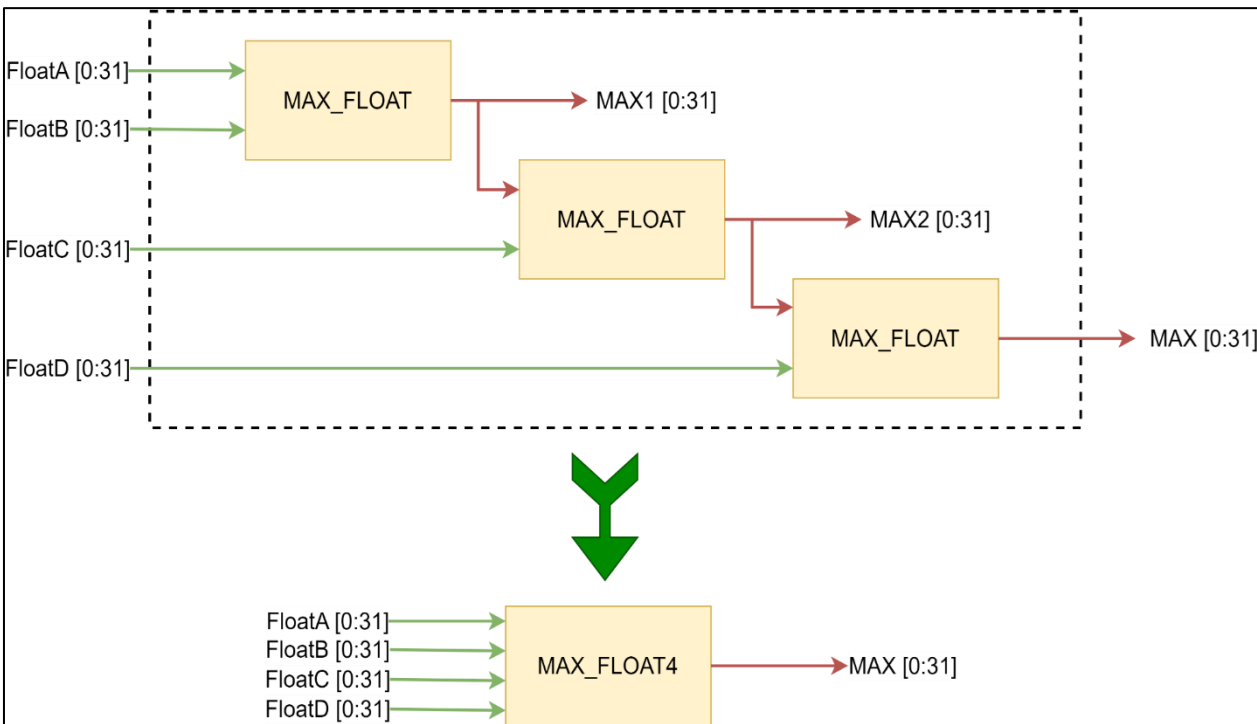 FloatA [0:31]
MAX_FLOAT
MAX1 [0:31]
FloatB [0:31]
MAX_FLOAT
MAX2 [0:31]
FloatC [0:31]
MAX_FLOAT
MAX [0:31]
FloatD [0:31]
FloatA [0:31]
FloatB [0:31]
FloatC [0:31]
FloatD [0:31]
MAX_FLOAT4
MAX [0:31]